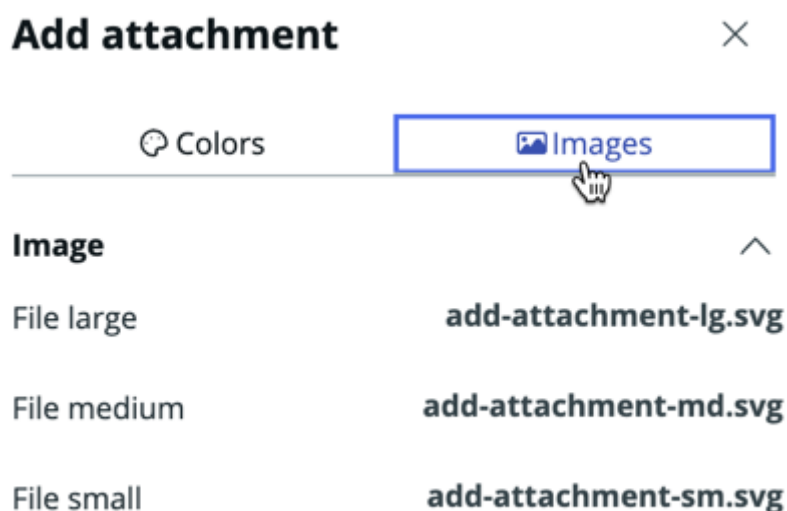 Add attachment
Colors
Images
Image
File large
add-attachment-lg.svg
File medium
add-attachment-md.svg
File small
add-attachment-sm.svg